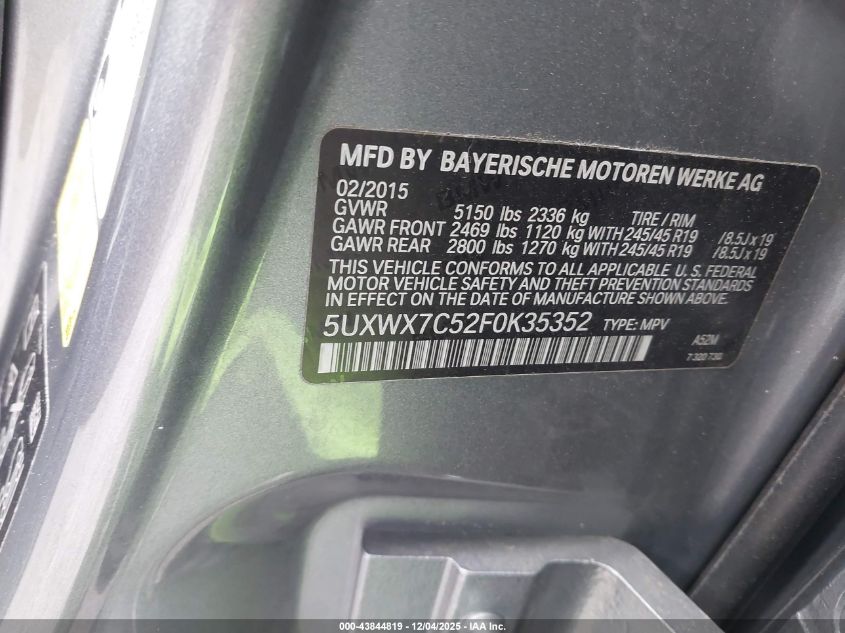 MFD BY BAYERISCHE MOTOREN WERKE AG
02/2015
GVWR 5150 lbs 2336 kg TIRE / RIM
GAWR FRONT 2469 lbs 1120 kg WITH 245/45 R19 / 8.5J x 19
GAWR REAR 2800 lbs 1270 kg WITH 245/45 R19 / 8.5J x 19
THIS VEHICLE CONFORMS TO ALL APPLICABLE U.S. FEDERAL
MOTOR VEHICLE SAFETY AND THEFT PREVENTION STANDARDS
IN EFFECT ON THE DATE OF MANUFACTURE SHOWN ABOVE.
5UXWX7C52F0K35352 TYPE: MPV A52M
7 320 730
000-43844819 - 12/04/2025 - IAA Inc.